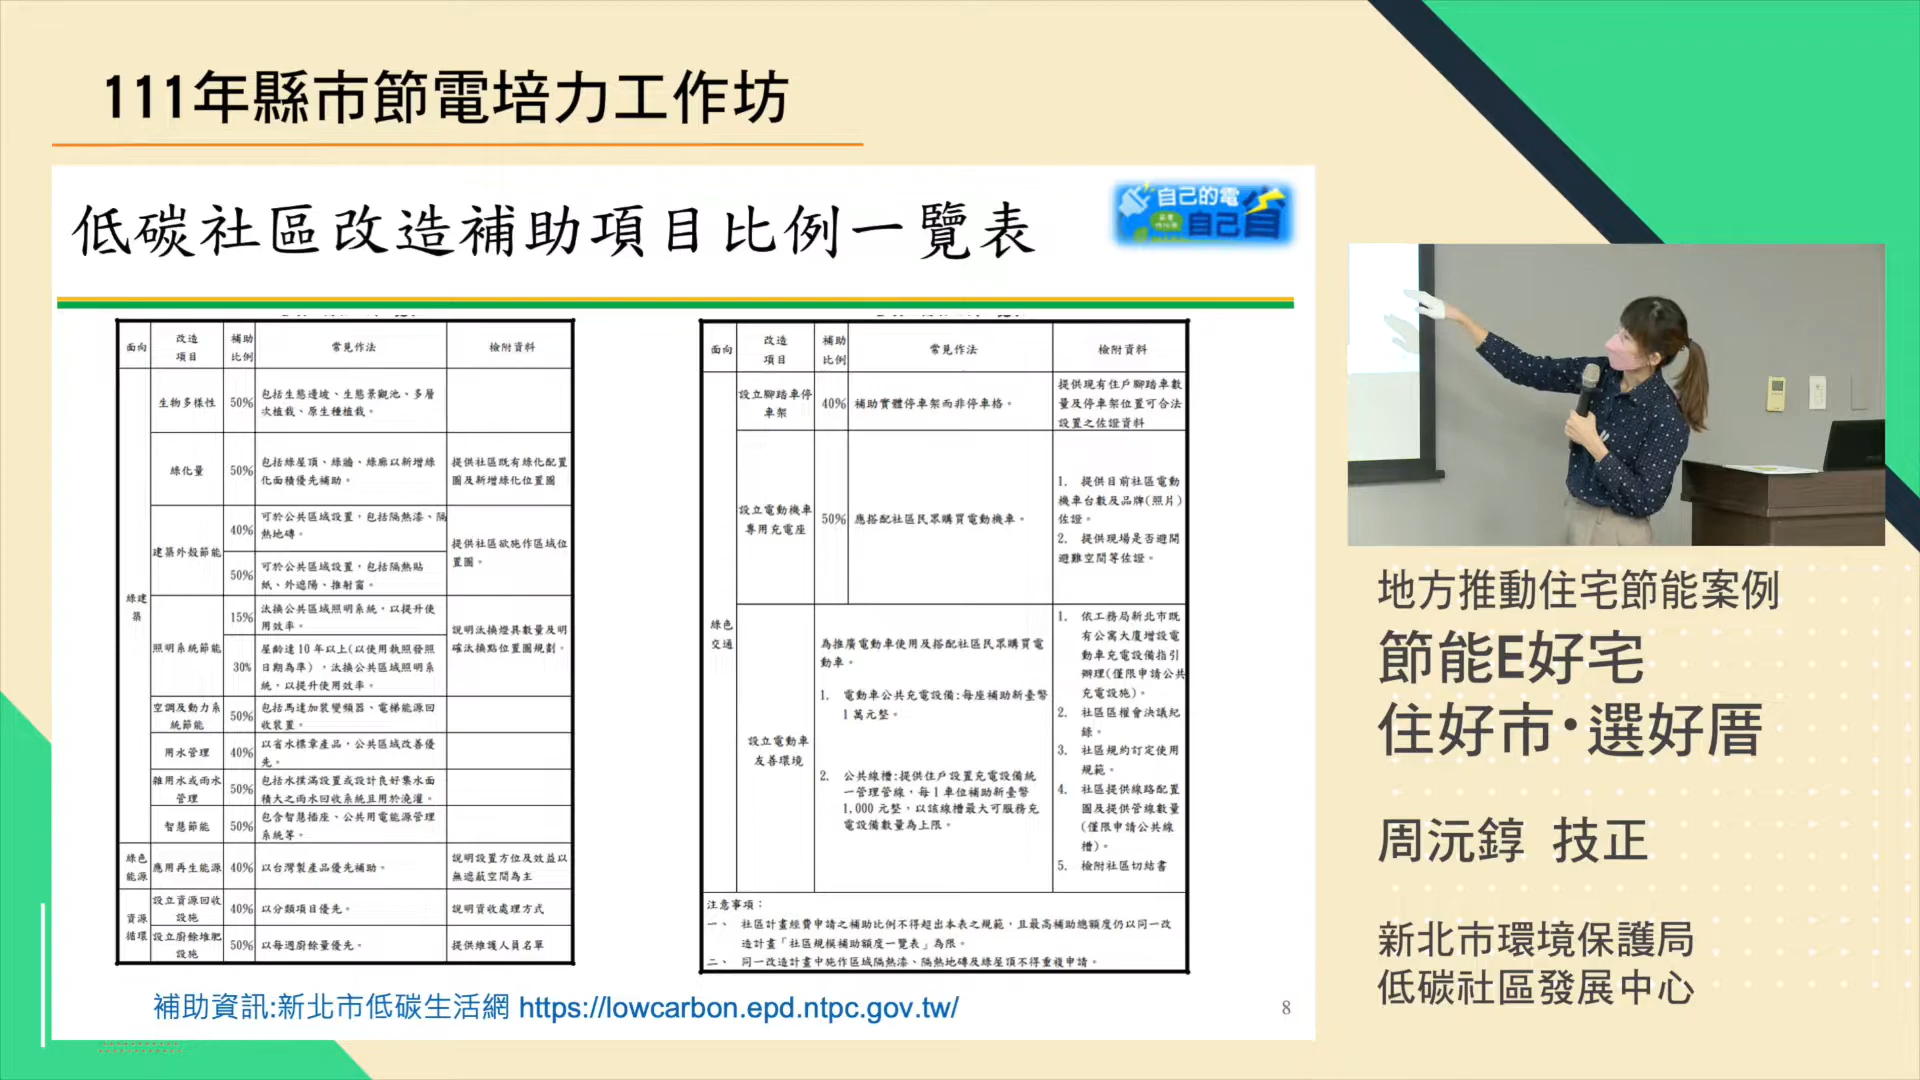 111年縣市節電培力工作坊
低碳社區改造補助項目比例一覽表
自己的電
自己省
面向 改造項目 補助比例 常見作法 檢附資料
綠建築
生物多樣性 50% 包括生態邊坡、生態景觀池、多層
次植栽、原生種植栽。
綠化量 50% 包括綠屋頂、綠牆、綠廊以新增綠
化面積優先補助。
提供社區既有綠化配置
圖及新增綠化位置圖
建築外殼節能
40% 可於公共區域設置,包括隔熱漆、隔
熱地磚。
50% 可於公共區域設置,包括隔熱貼
紙、外遮陽、推射窗。
提供社區欲施作區域位
置圖。
照明系統節能
15% 汰換公共區域照明系統,以提升使
用效率。
30% 屋齡達10年以上(以使用執照發照
日期為準),汰換公共區域照明系
統,以提升使用效率。
說明汰換燈具數量及明
確汰換點位置圖規劃。
空調及動力系
統節能
50% 包括馬達加裝變頻器、電梯能源回
收裝置。
用水管理 40% 以省水標章產品,公共區域改善優
先。
雜用水或雨水
管理
50% 包括水撲滿設置或設計良好集水面
積大之雨水回收系統且用於澆灌。
智慧節能 50% 包含智慧插座、公共用電能源管理
系統等。
綠色
能源
應用再生能源 40% 以台灣製產品優先補助。
說明設置方位及效益以
無遮蔽空間為主
資源
循環
設立資源回收
設施
40% 以分類項目優先。 說明資收處理方式
設立廚餘堆肥
設施
50% 以每週廚餘量優先。 提供維護人員名單
面向 改造項目 補助比例 常見作法 檢附資料
綠色
交通
設立腳踏車停
車架
40% 補助實體停車架而非停車格。
提供現有住戶腳踏車數
量及停車架位置可合法
設置之佐證資料
設立電動機車
專用充電座
50% 應搭配社區民眾購買電動機車。
1. 提供目前社區電動
機車台數及品牌(照片)
佐證。
2. 提供現場是否避開
避難空間等佐證。
設立電動車
友善環境
為推廣電動車使用及搭配社區民眾購買電
動車。
1. 電動車公共充電設備:每座補助新臺幣
1萬元整。
2. 公共線槽:提供住戶設置充電設備統
一管理管線,每1車位補助新臺幣
1,000元整,以該線槽最大可服務充
電設備數量為上限。
1. 依工務局新北市既
有公寓大廈增設電
動車充電設備指引
辦理(僅限申請公共
充電設施)。
2. 社區區權會決議紀
錄。
3. 社區規約訂定使用
規範。
4. 社區提供線路配置
圖及提供管線數量
(僅限申請公共線
槽)。
5. 檢附社區切結書
注意事項:
一、 社區計畫經費申請之補助比例不得超出本表之規範,且最高補助總額度仍以同一改
造計畫「社區規模補助額度一覽表」為限。
二、 同一改造計畫中施作區域隔熱漆、隔熱地磚及綠屋頂不得重複申請。
補助資訊:新北市低碳生活網 https://lowcarbon.epd.ntpc.gov.tw/
8
地方推動住宅節能案例
節能E好宅
住好市•選好厝
周沅錞 技正
新北市環境保護局
低碳社區發展中心